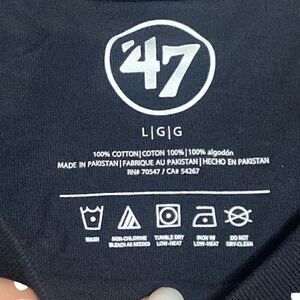 '47
L|G|G
100% COTTON|COTON 100%|100% algodón
MADE IN PAKISTAN|FABRIQUE AU PAKISTAN|HECHO EN PAKISTAN
RN# 70547 / CA# 54267
WASH NON-CHLORINE BLEACH AS NEEDED TUMBLE DRY LOW-HEAT IRON W/ LOW-HEAT DO NOT DRY-CLEAN